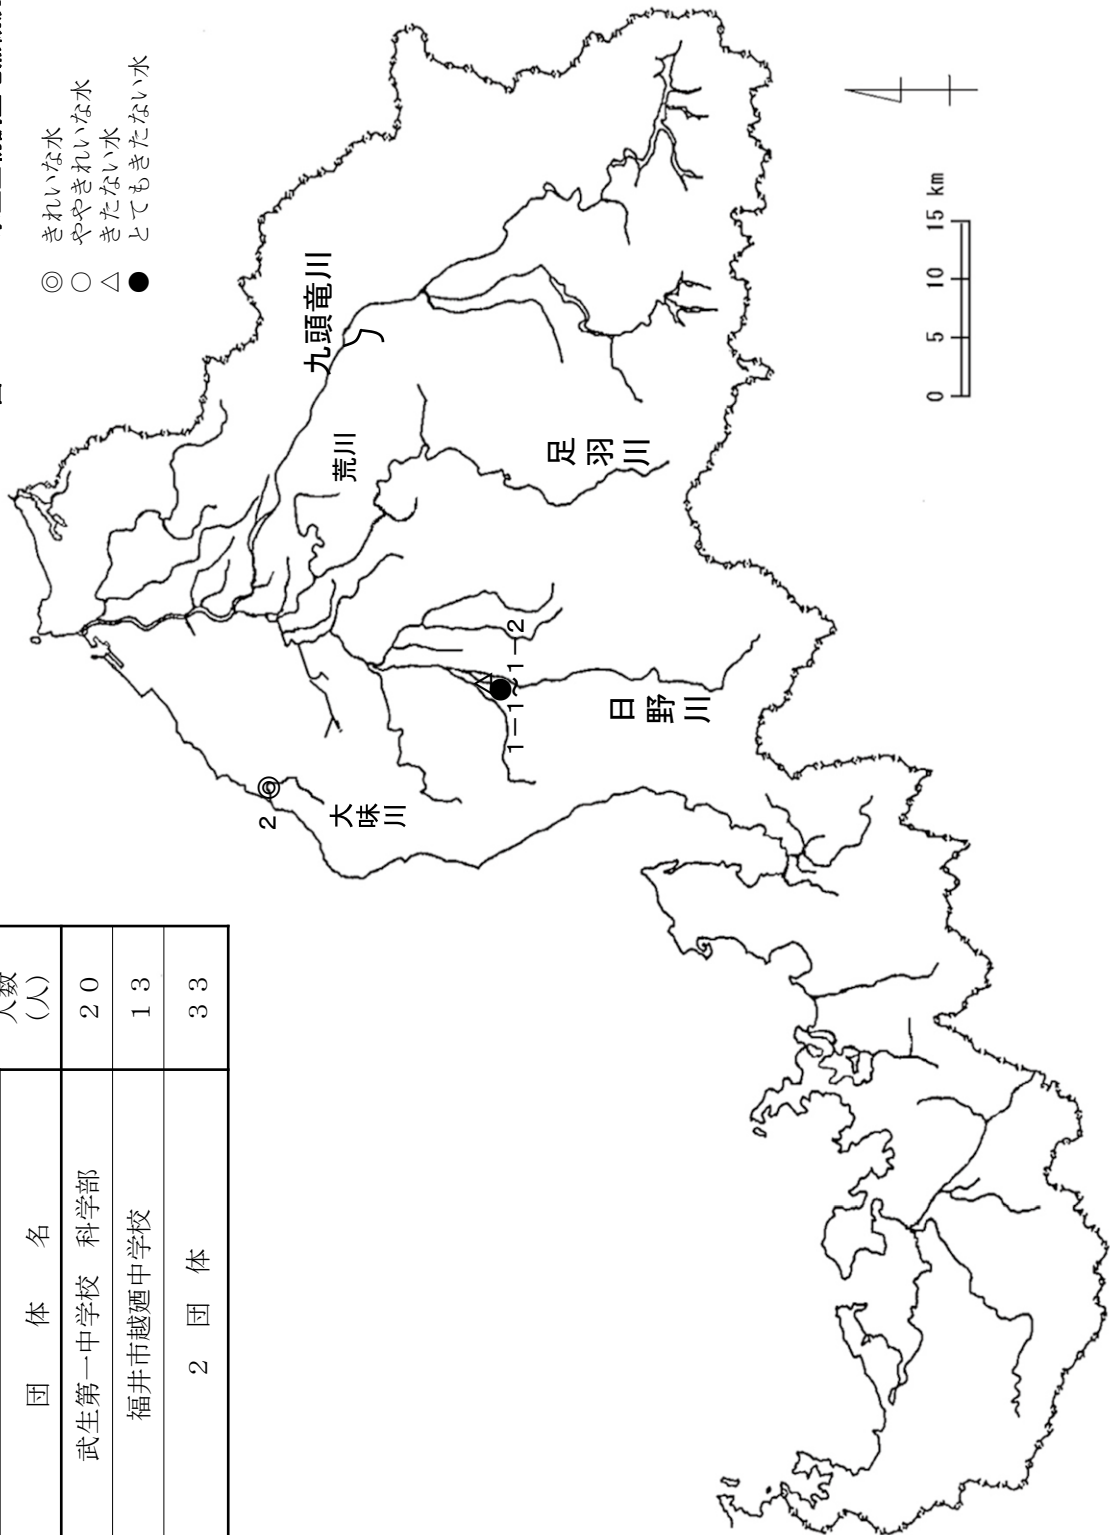 ◎ きれいな水
○ ややきれいな水
△ きたない水
● とてもきたない水
団体名
人数
(人)
武生第一中学校 科学部
20
福井市越廼中学校
13
2団体
33
九頭竜川
荒川
足羽川
日野川
大味川
2
1－1～1－2
0 5 10 15 km